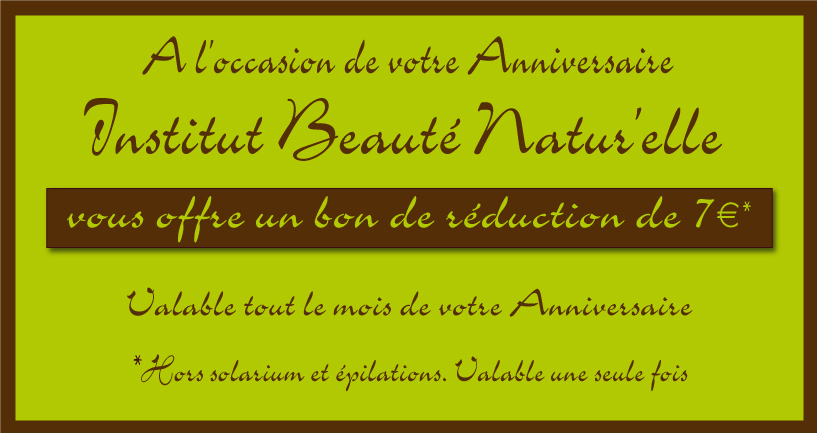 A l'occasion de votre Anniversaire
Institut Beauté Natur'elle
vous offre un bon de réduction de 7€*
Valable tout le mois de votre Anniversaire
*Hors solarium et épilations. Valable une seule fois